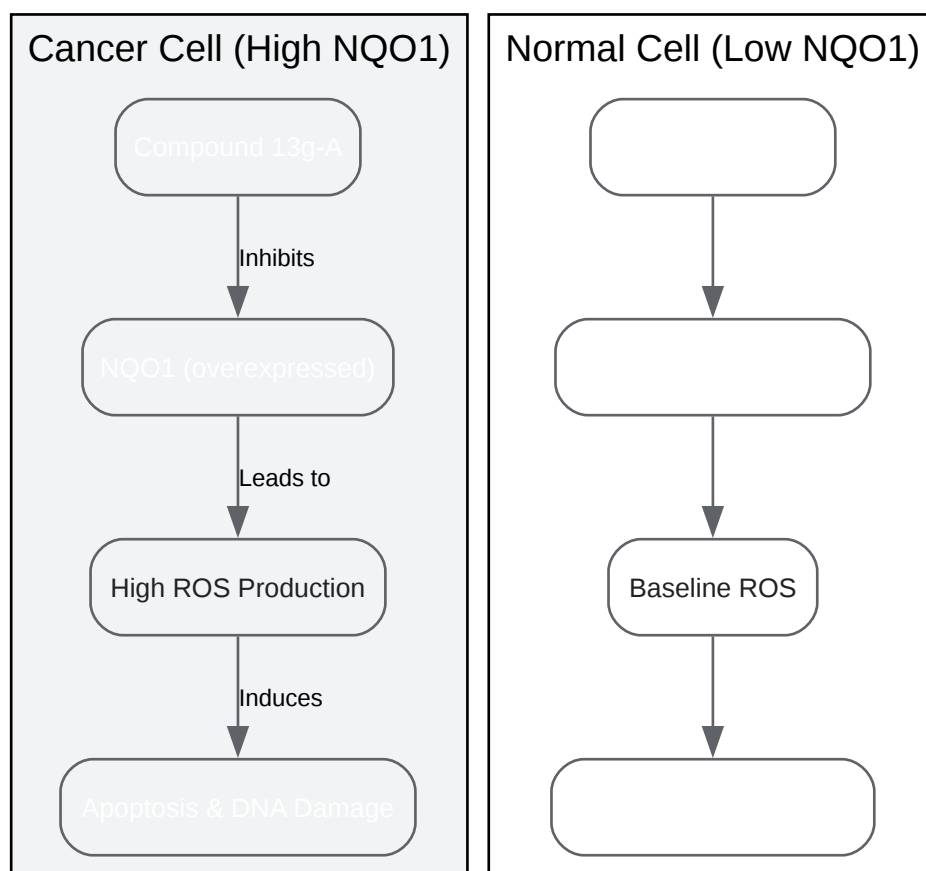 Cancer Cell (High NQO1)
Compound 13g-A
Inhibits
NQO1 (overexpressed)
Leads to
High ROS Production
Induces
Apoptosis & DNA Damage
Normal Cell (Low NQO1)
Baseline ROS